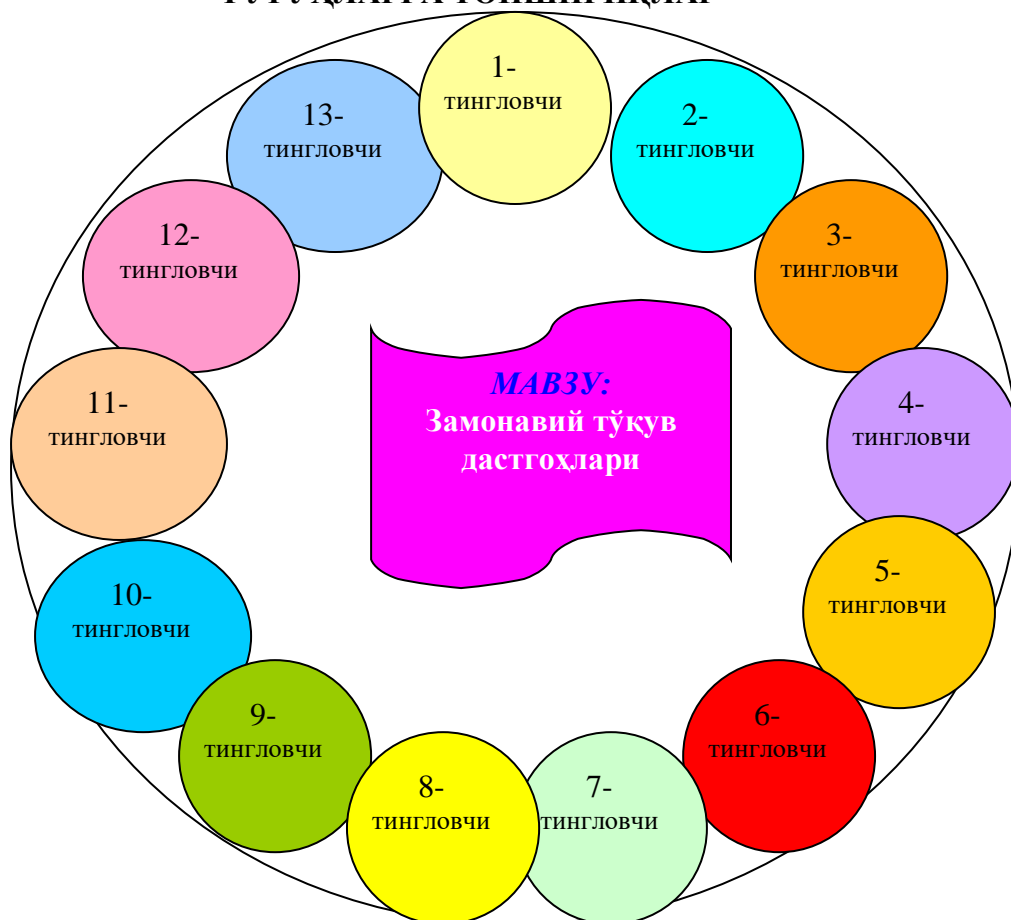 1-
тингловчи
2-
тингловчи
3-
тингловчи
4-
тингловчи
5-
тингловчи
6-
тингловчи
7-
тингловчи
8-
тингловчи
9-
тингловчи
10-
тингловчи
11-
тингловчи
12-
тингловчи
13-
тингловчи
МАВЗУ:
Замонавий тўқув
дастгоҳлари